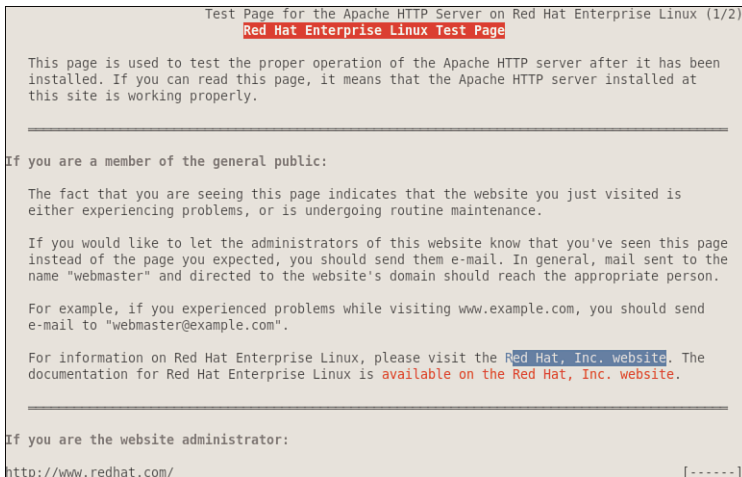 Test Page for the Apache HTTP Server on Red Hat Enterprise Linux (1/2)
Red Hat Enterprise Linux Test Page
This page is used to test the proper operation of the Apache HTTP server after it has been
installed. If you can read this page, it means that the Apache HTTP server installed at
this site is working properly.
If you are a member of the general public:
The fact that you are seeing this page indicates that the website you just visited is
either experiencing problems, or is undergoing routine maintenance.
If you would like to let the administrators of this website know that you've seen this page
instead of the page you expected, you should send them e-mail. In general, mail sent to the
name "webmaster" and directed to the website's domain should reach the appropriate person.
For example, if you experienced problems while visiting www.example.com, you should send
e-mail to "webmaster@example.com".
For information on Red Hat Enterprise Linux, please visit the Red Hat, Inc. website. The
documentation for Red Hat Enterprise Linux is available on the Red Hat, Inc. website.
If you are the website administrator:
http://www.redhat.com/ [------]